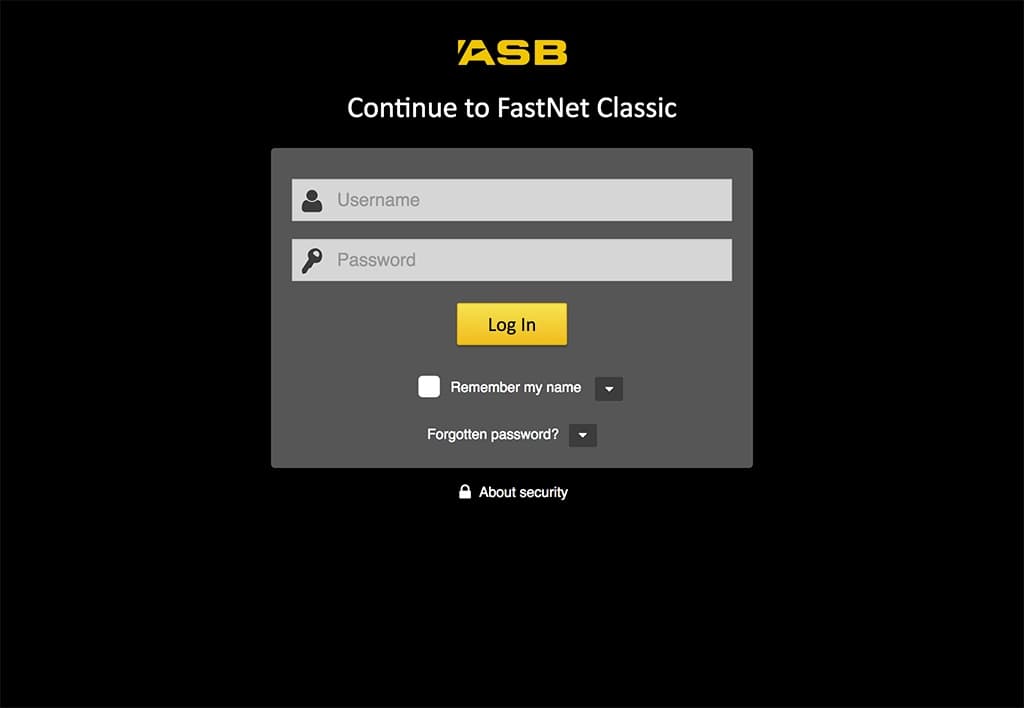 ASB
Continue to FastNet Classic
Username
Password
Log In
Remember my name
Forgotten password?
About security